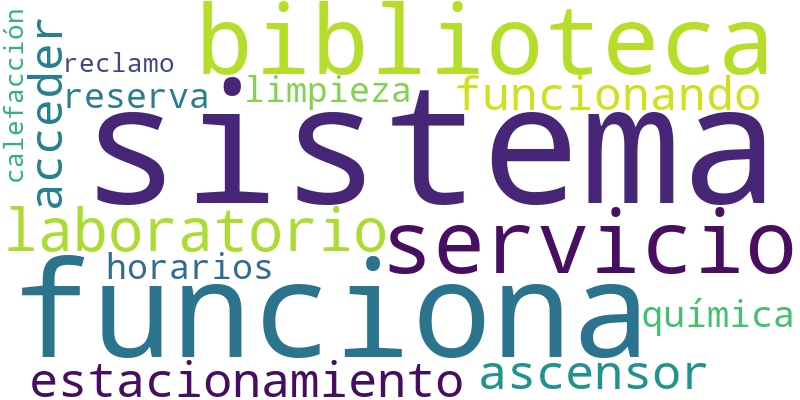 biblioteca
calefacción
acceder
reclamo
reserva
limpieza
funcionando
sistema
laboratorio
servicio
horarios
funciona
química
estacionamiento
ascensor